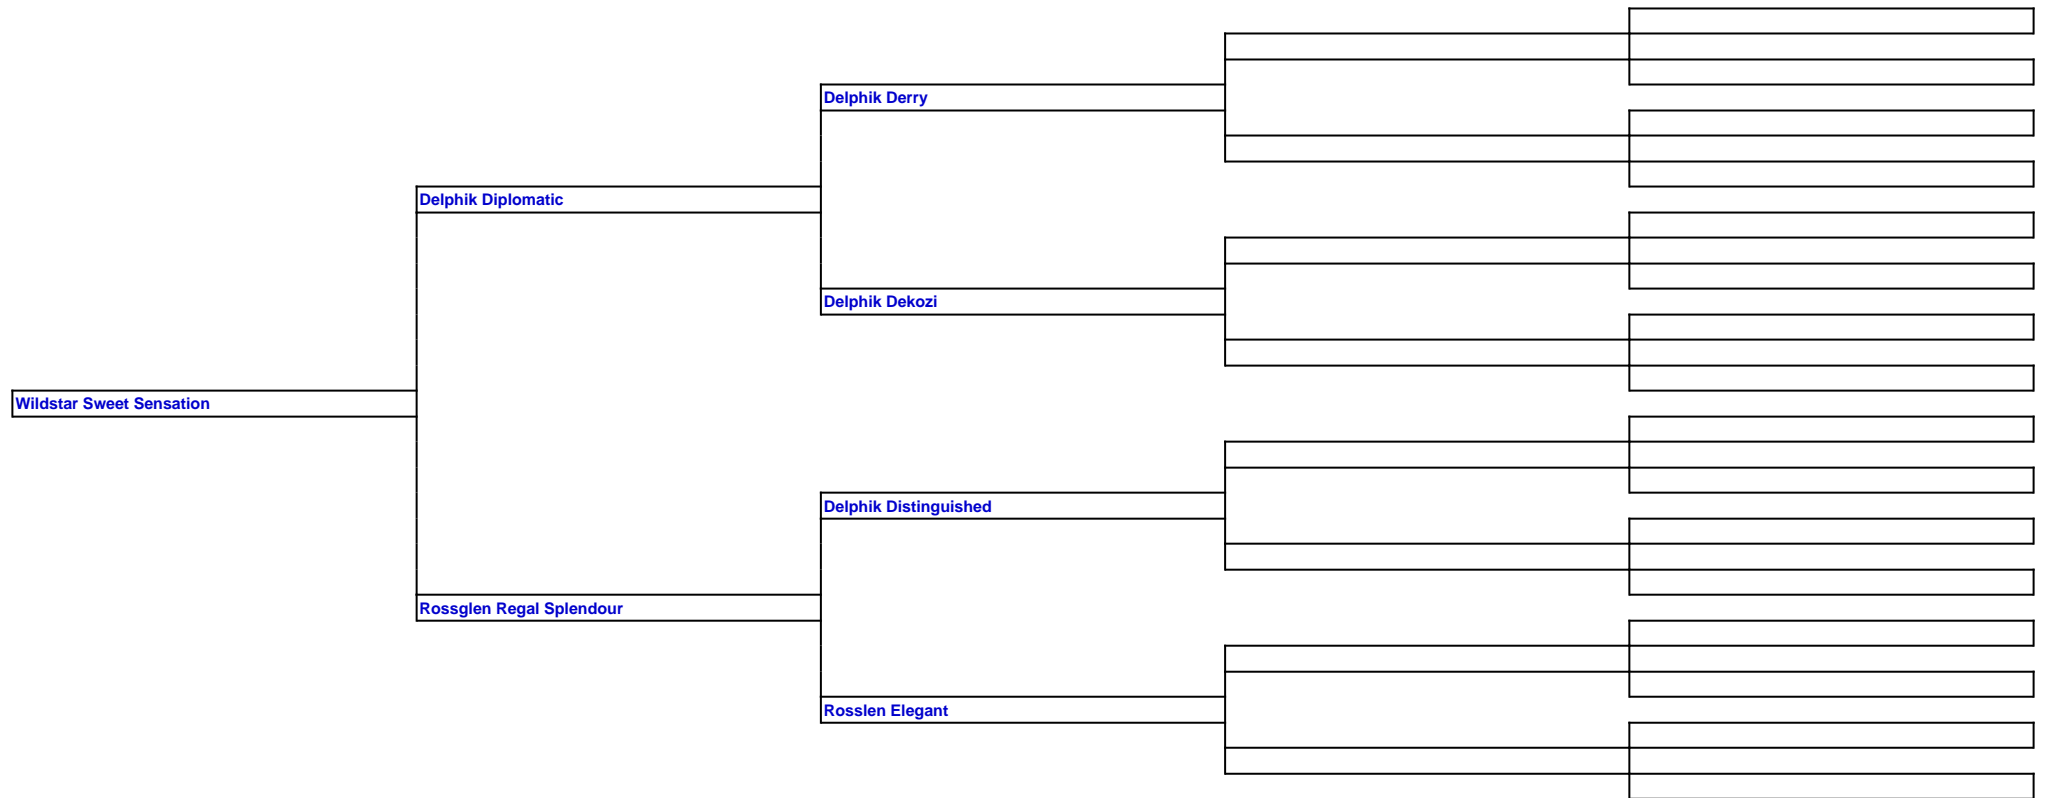 Delphik Derry
Delphik Diplomatic
Delphik Dekozi
Wildstar Sweet Sensation
Delphik Distinguished
Rossglen Regal Splendour
Rosslen Elegant